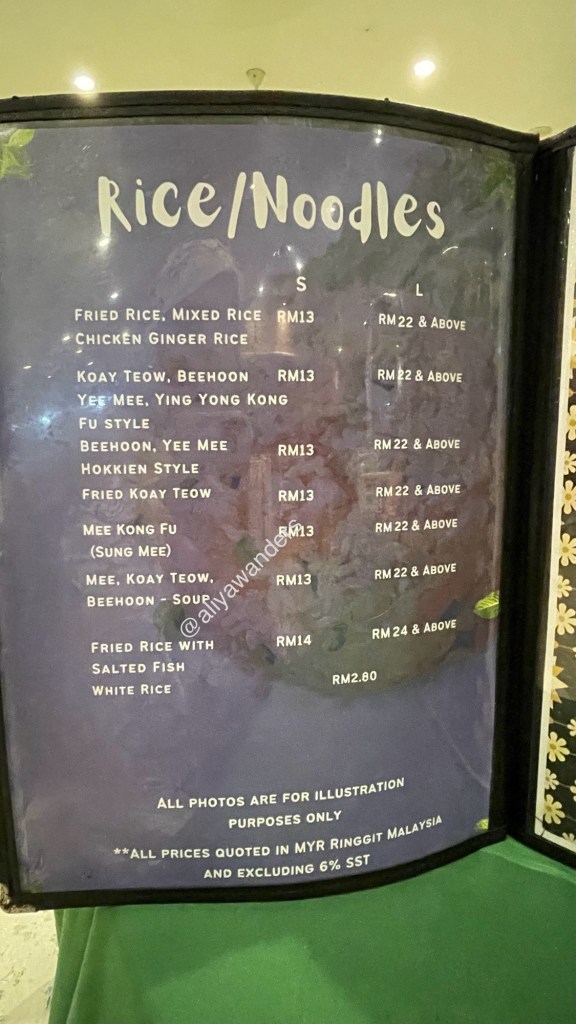 Rice/Noodles
S L
Fried Rice, Mixed Rice RM13 RM22 & Above
Chicken Ginger Rice
Koay Teow, Beehoon RM13 RM22 & Above
Yee Mee, Ying Yong Kong
Fu style
Beehoon, Yee Mee RM13 RM22 & Above
Hokkien Style
Fried Koay Teow RM13 RM22 & Above
Mee Kong Fu RM13 RM22 & Above
(Sung Mee)
Mee, Koay Teow, RM13 RM22 & Above
Beehoon - Soup
Fried Rice with RM14 RM24 & Above
Salted Fish
White Rice RM2.80
@aliyawanders
All photos are for illustration
purposes only
**All prices quoted in MYR Ringgit Malaysia
and excluding 6% SST